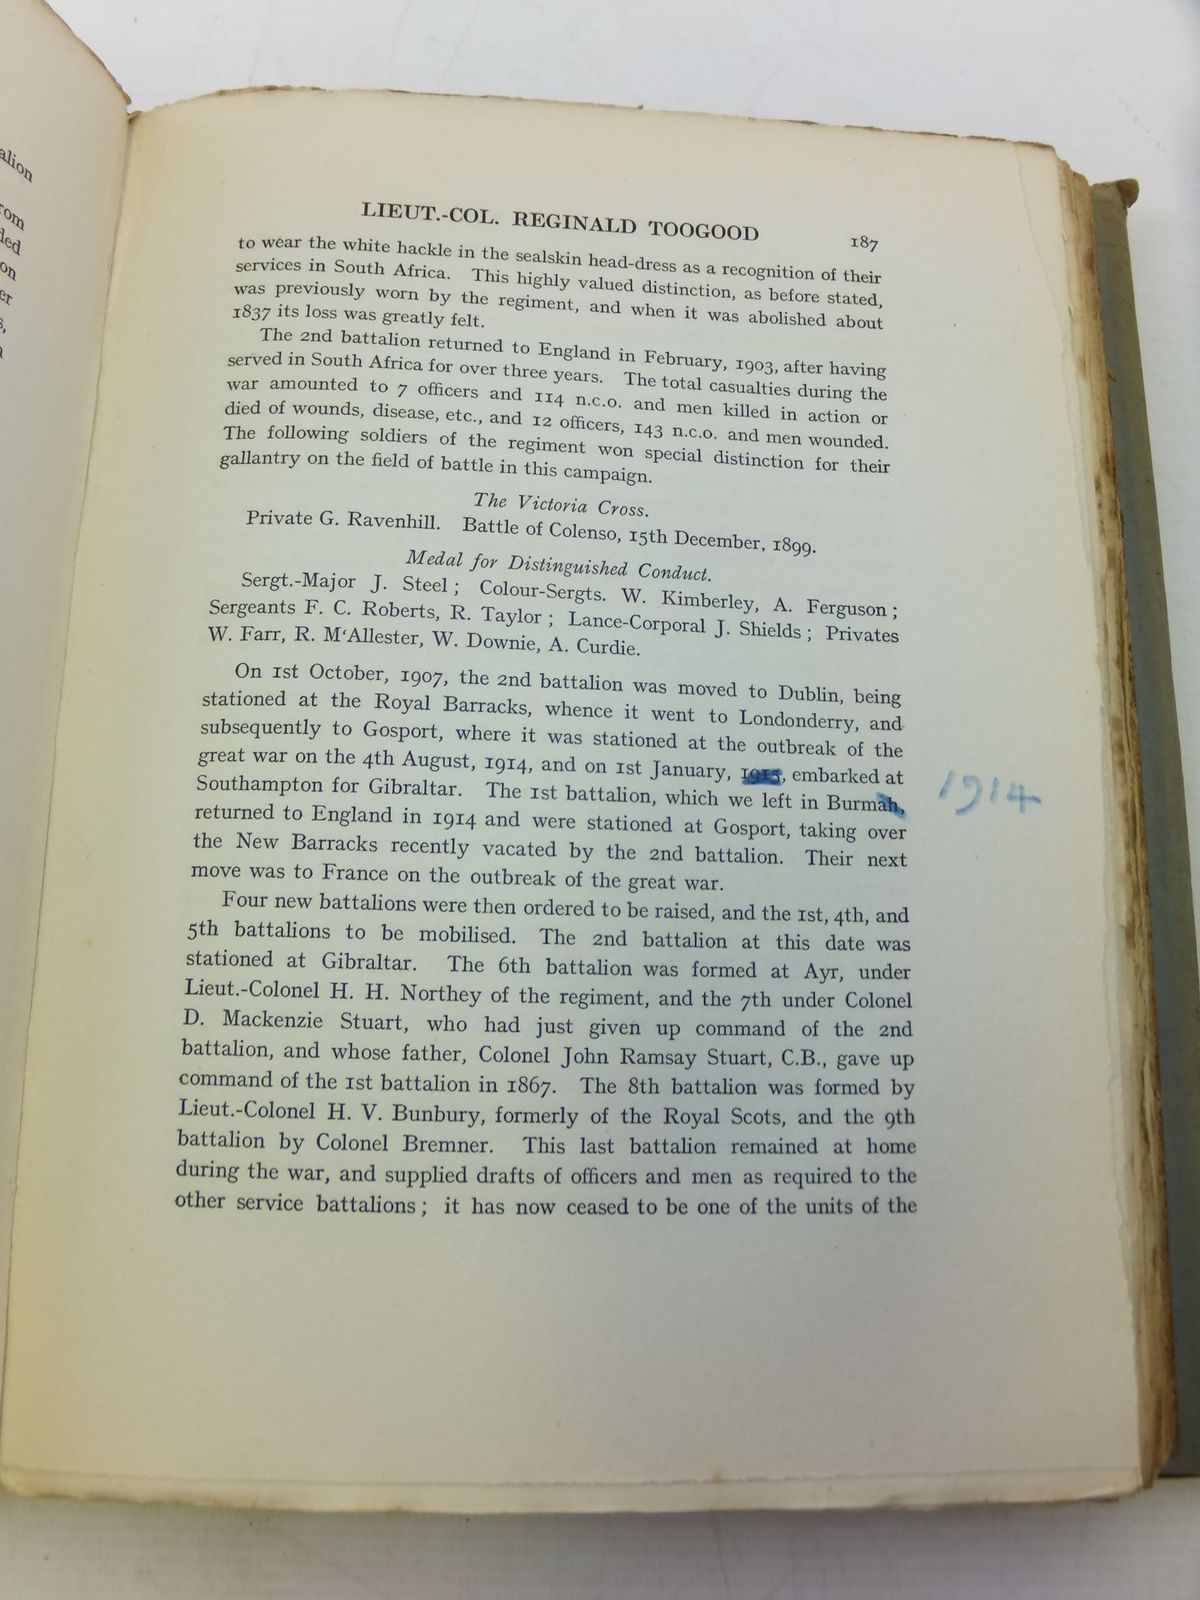 alion
rom
ded
on
er
LIEUT.-COL. REGINALD TOOGOOD 187
to wear the white hackle in the sealskin head-dress as a recognition of their
services in South Africa. This highly valued distinction, as before stated,
was previously worn by the regiment, and when it was abolished about
1837 its loss was greatly felt.
The 2nd battalion returned to England in February, 1903, after having
served in South Africa for over three years. The total casualties during the
war amounted to 7 officers and 114 n.c.o. and men killed in action or
died of wounds, disease, etc., and 12 officers, 143 n.c.o. and men wounded.
The following soldiers of the regiment won special distinction for their
gallantry on the field of battle in this campaign.
The Victoria Cross.
Private G. Ravenhill. Battle of Colenso, 15th December, 1899.
Medal for Distinguished Conduct.
Sergt.-Major J. Steel; Colour-Sergts. W. Kimberley, A. Ferguson;
Sergeants F. C. Roberts, R. Taylor; Lance-Corporal J. Shields; Privates
W. Farr, R. M'Allester, W. Downie, A. Curdie.
On 1st October, 1907, the 2nd battalion was moved to Dublin, being
stationed at the Royal Barracks, whence it went to Londonderry, and
subsequently to Gosport, where it was stationed at the outbreak of the
great war on the 4th August, 1914, and on 1st January, 1915, embarked at
Southampton for Gibraltar. The 1st battalion, which we left in Burmah,
1914
returned to England in 1914 and were stationed at Gosport, taking over
the New Barracks recently vacated by the 2nd battalion. Their next
move was to France on the outbreak of the great war.
Four new battalions were then ordered to be raised, and the 1st, 4th, and
5th battalions to be mobilised. The 2nd battalion at this date was
stationed at Gibraltar. The 6th battalion was formed at Ayr, under
Lieut.-Colonel H. H. Northey of the regiment, and the 7th under Colonel
D. Mackenzie Stuart, who had just given up command of the 2nd
battalion, and whose father, Colonel John Ramsay Stuart, C.B., gave up
command of the 1st battalion in 1867. The 8th battalion was formed by
Lieut.-Colonel H. V. Bunbury, formerly of the Royal Scots, and the 9th
battalion by Colonel Bremner. This last battalion remained at home
during the war, and supplied drafts of officers and men as required to the
other service battalions; it has now ceased to be one of the units of the